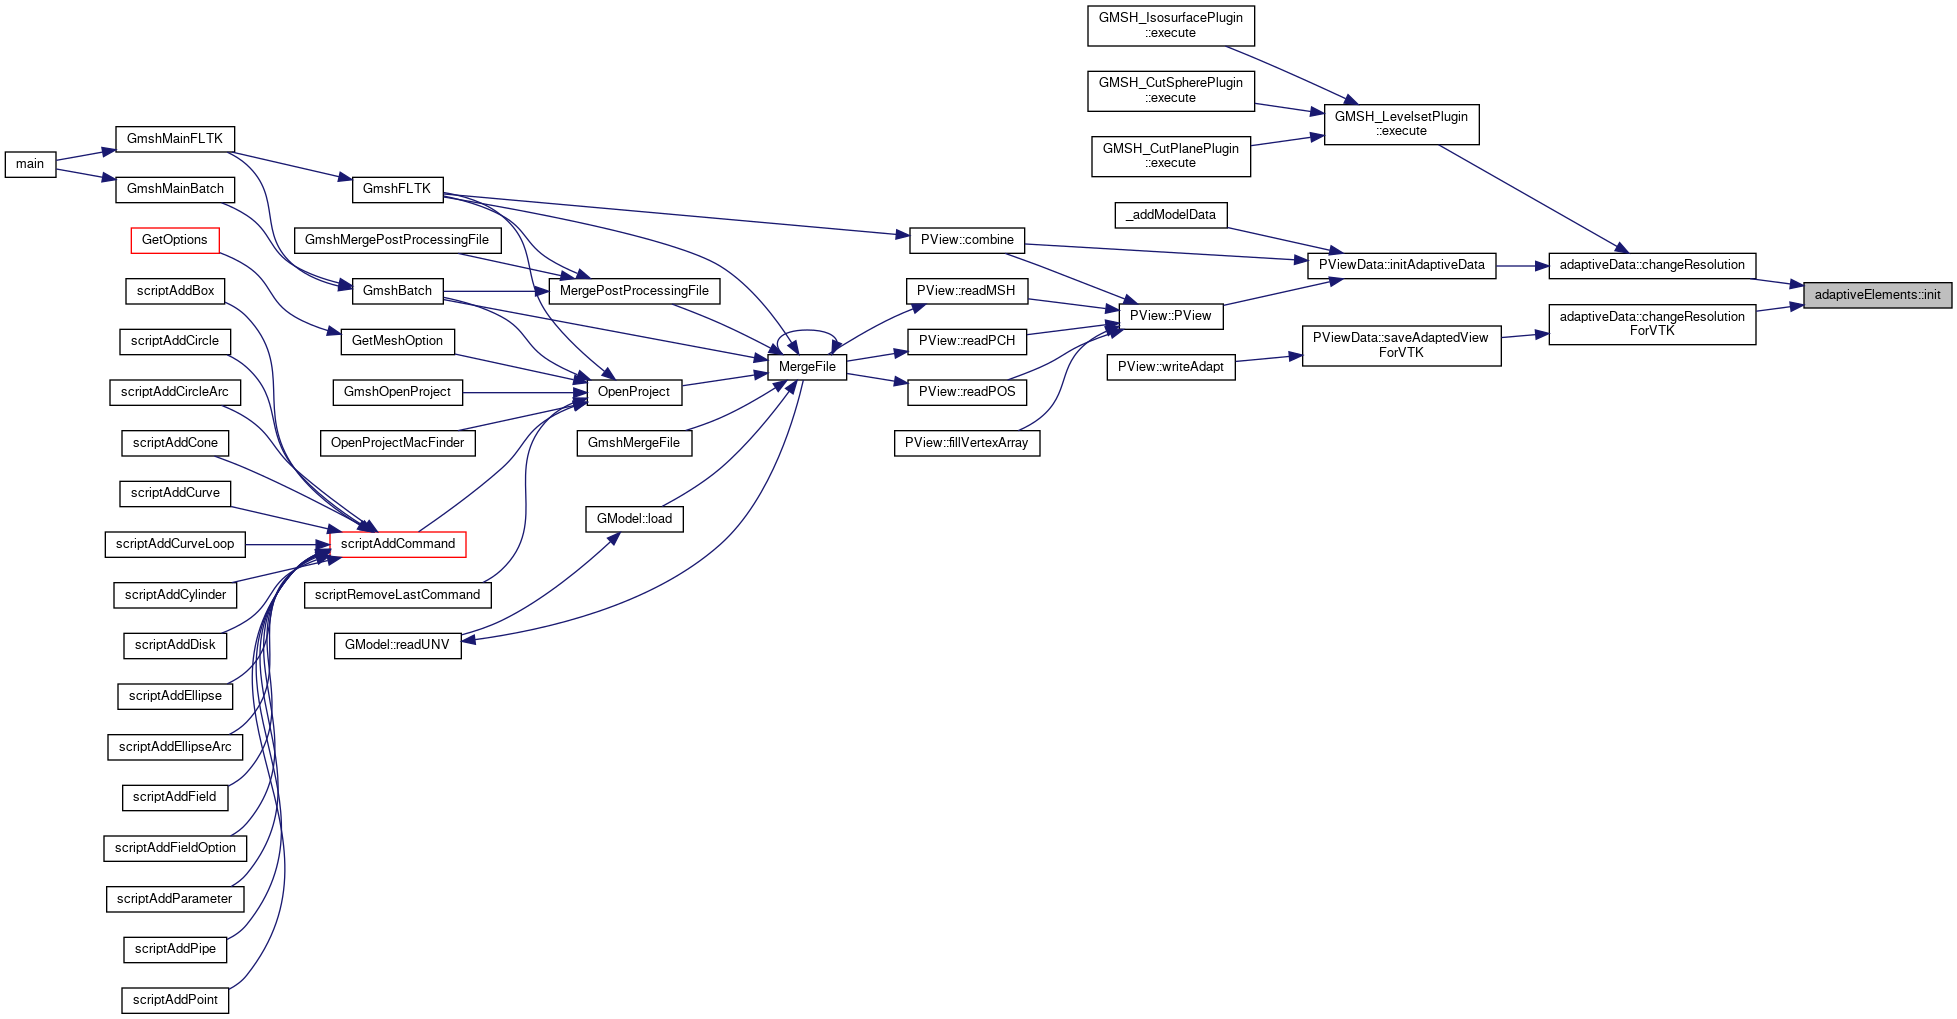 GMSH_IsosurfacePlugin
::execute
GMSH_CutSpherePlugin
::execute
GMSH_LevelsetPlugin
::execute
GMSH_CutPlanePlugin
::execute
GmshMainFLTK
main
GmshMainBatch
GmshFLTK
_addModelData
GetOptions
GmshMergePostProcessingFile
PView::combine
PViewData::initAdaptiveData
adaptiveData::changeResolution
scriptAddBox
GmshBatch
MergePostProcessingFile
PView::readMSH
PView::PView
adaptiveElements::init
adaptiveData::changeResolution
ForVTK
scriptAddCircle
GetMeshOption
PView::readPCH
PViewData::saveAdaptedView
ForVTK
MergeFile
PView::writeAdapt
scriptAddCircleArc
GmshOpenProject
OpenProject
PView::readPOS
scriptAddCone
OpenProjectMacFinder
GmshMergeFile
PView::fillVertexArray
scriptAddCurve
GModel::load
scriptAddCurveLoop
scriptAddCommand
scriptAddCylinder
scriptRemoveLastCommand
scriptAddDisk
GModel::readUNV
scriptAddEllipse
scriptAddEllipseArc
scriptAddField
scriptAddFieldOption
scriptAddParameter
scriptAddPipe
scriptAddPoint